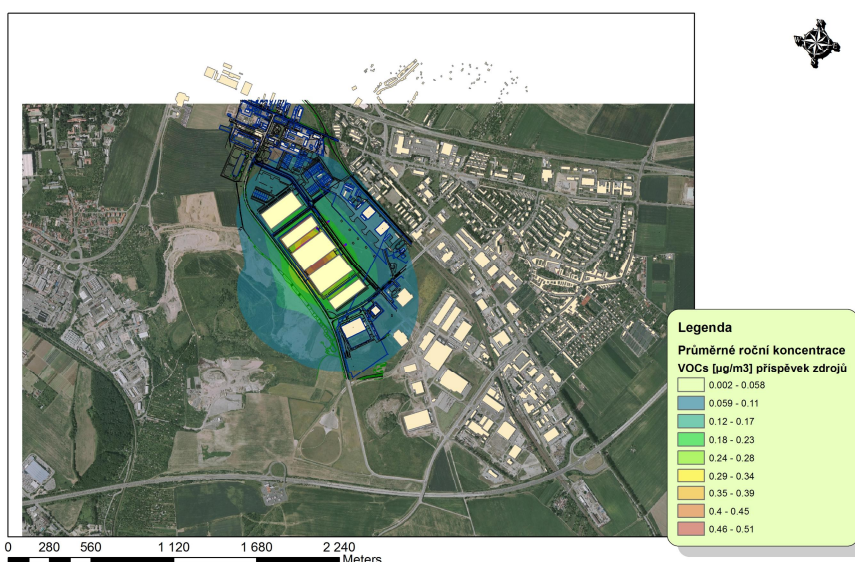 Legenda
Průměrné roční koncentrace
VOCs [µg/m3] příspěvek zdrojů
0.002 - 0.058
0.059 - 0.11
0.12 - 0.17
0.18 - 0.23
0.24 - 0.28
0.29 - 0.34
0.35 - 0.39
0.4 - 0.45
0.46 - 0.51
0 280 560 1 120 1 680 2 240
Meters